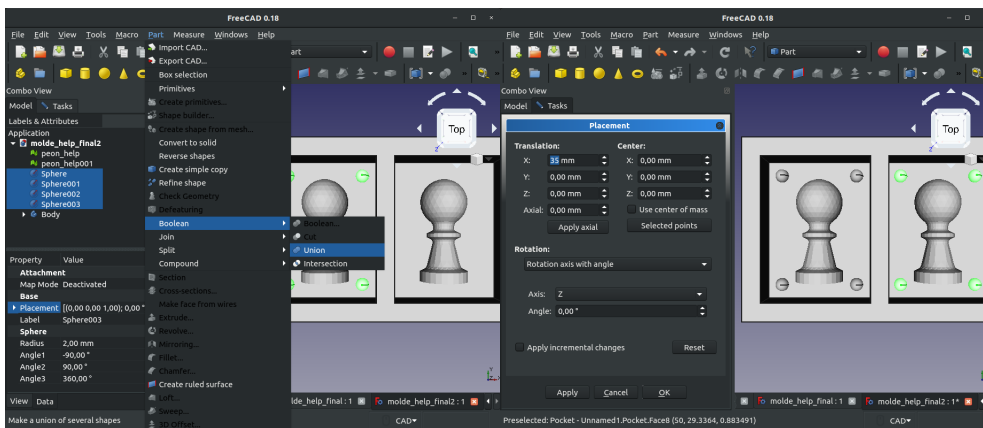 FreeCAD 0.18
File Edit View Tools Macro Part Measure Windows Help
Import CAD...
Export CAD...
Box selection
Primitives
Create primitives...
Shape builder...
Create shape from mesh...
Convert to solid
Reverse shapes
Create simple copy
Refine shape
Check Geometry
Defeaturing
Boolean
Join
Split
Compound
Section
Cross-sections...
Make face from wires
Extrude...
Revolve...
Mirroring...
Fillet...
Chamfer...
Create ruled surface
Loft...
Sweep...
3D Offset...
Boolean...
Cut
Union
Intersection
Combo View
Model Tasks
Labels & Attributes
Application
molde_help_final2
peon_help
peon_help001
Sphere
Sphere001
Sphere002
Sphere003
Body
Property Value
Attachment
Map Mode Deactivated
Base
Placement [(0,00 0,00 1,00); 0,00 °
Label Sphere003
Sphere
Radius 2,00 mm
Angle1 -90,00 °
Angle2 90,00 °
Angle3 360,00 °
View Data
Make a union of several shapes
Top
Z
lde_help_final : 1 molde_help_final2 : 1
CAD
FreeCAD 0.18
File Edit View Tools Macro Part Measure Windows Help
Part
Combo View
Model Tasks
Placement
Translation: Center:
X: 35 mm X: 0,00 mm
Y: 0,00 mm Y: 0,00 mm
Z: 0,00 mm Z: 0,00 mm
Axial: 0,00 mm Use center of mass
Apply axial Selected points
Rotation:
Rotation axis with angle
Axis: Z
Angle: 0,00 °
Apply incremental changes Reset
Apply Cancel OK
Top
Z
molde_help_final : 1 molde_help_final2 : 1*
Preselected: Pocket - Unnamed1.Pocket.Face8 (50, 29.3364, 0.883491) CAD